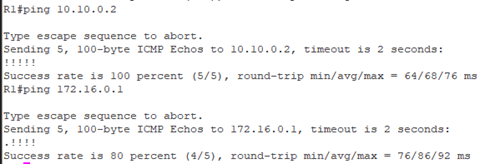 R1#ping 10.10.0.2
Type escape sequence to abort.
Sending 5, 100-byte ICMP Echos to 10.10.0.2, timeout is 2 seconds:
!!!!!
Success rate is 100 percent (5/5), round-trip min/avg/max = 64/68/76 ms
R1#ping 172.16.0.1
Type escape sequence to abort.
Sending 5, 100-byte ICMP Echos to 172.16.0.1, timeout is 2 seconds:
.!!!!
Success rate is 80 percent (4/5), round-trip min/avg/max = 76/86/92 ms